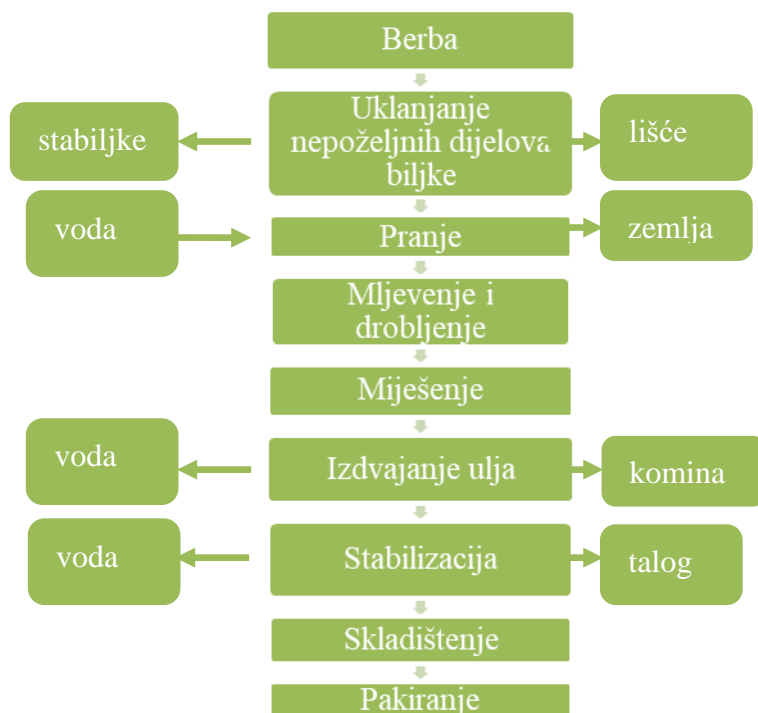 Berba
stabiljke
Uklanjanje
nepoželjnih dijelova
biljke
lišće
voda
Pranje
zemlja
Mljevenje i
drobljenje
Miješenje
voda
Izdvajanje ulja
komina
voda
Stabilizacija
talog
Skladištenje
Pakiranje